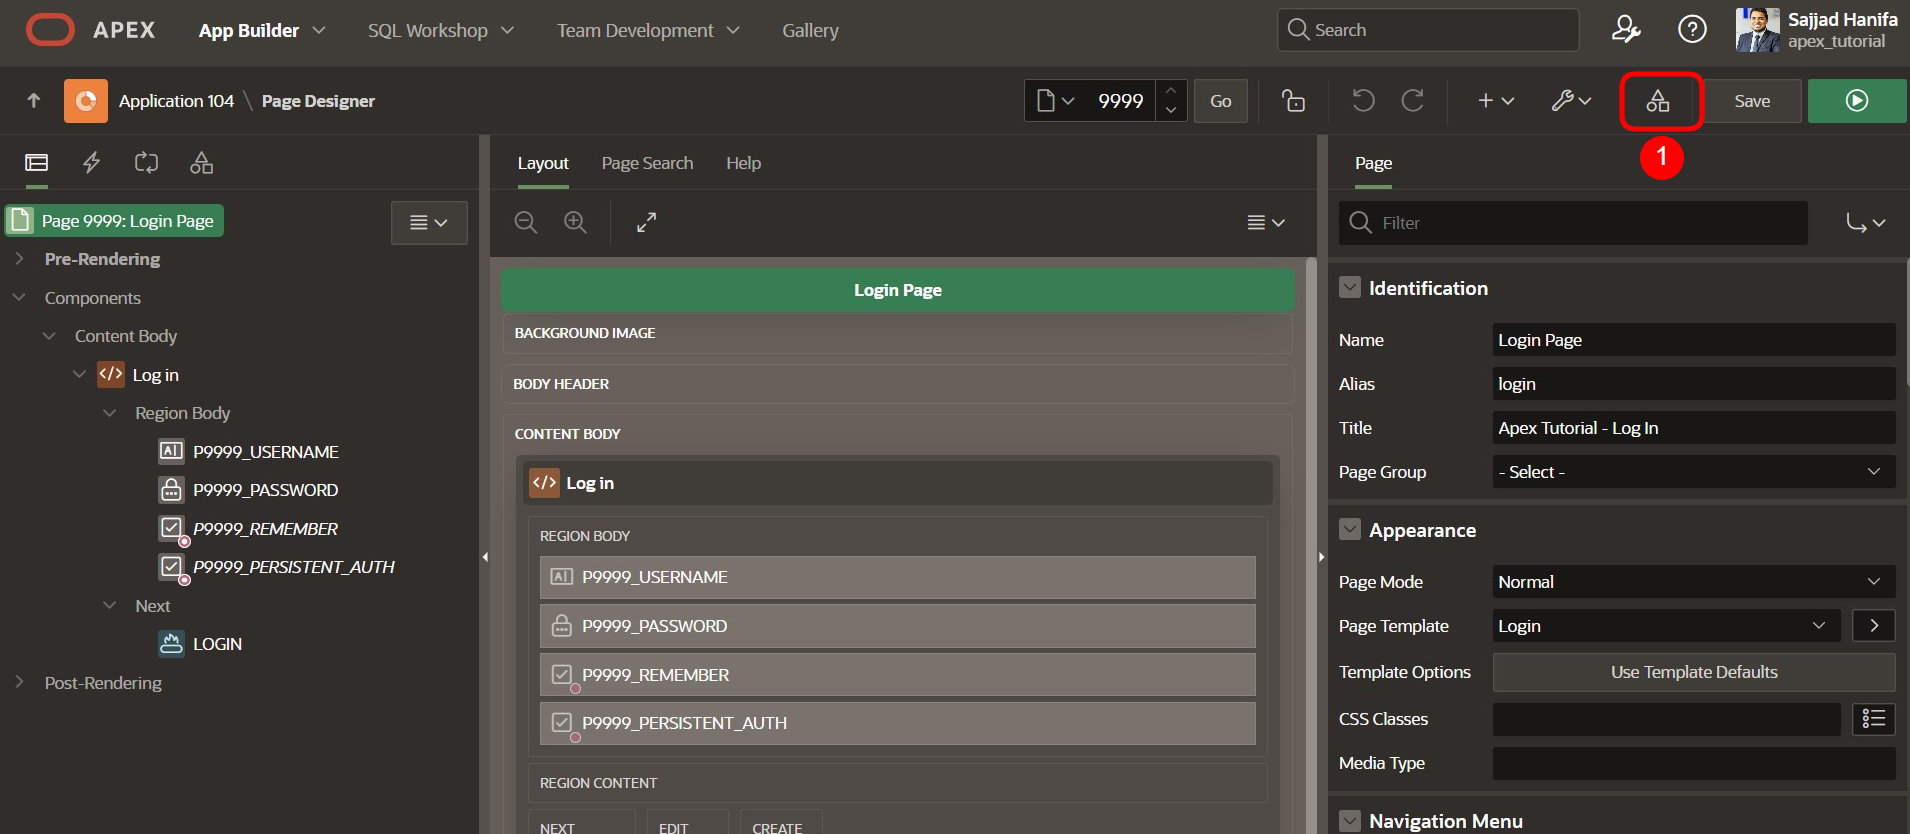 APEX
App Builder
SQL Workshop
Team Development
Gallery
Search
Sajjad Hanifa
apex_tutorial
Application 104 \ Page Designer
9999
Go
Save
1
Layout
Page Search
Help
Page
Page 9999: Login Page
Pre-Rendering
Components
Content Body
Log in
Region Body
P9999_USERNAME
P9999_PASSWORD
P9999_REMEMBER
P9999_PERSISTENT_AUTH
Next
LOGIN
Post-Rendering
Login Page
BACKGROUND IMAGE
BODY HEADER
CONTENT BODY
Log in
REGION BODY
P9999_USERNAME
P9999_PASSWORD
P9999_REMEMBER
P9999_PERSISTENT_AUTH
REGION CONTENT
NEXT
EDIT
CREATE
Filter
Identification
Name
Login Page
Alias
login
Title
Apex Tutorial - Log In
Page Group
- Select -
Appearance
Page Mode
Normal
Page Template
Login
Template Options
Use Template Defaults
CSS Classes
Media Type
Navigation Menu